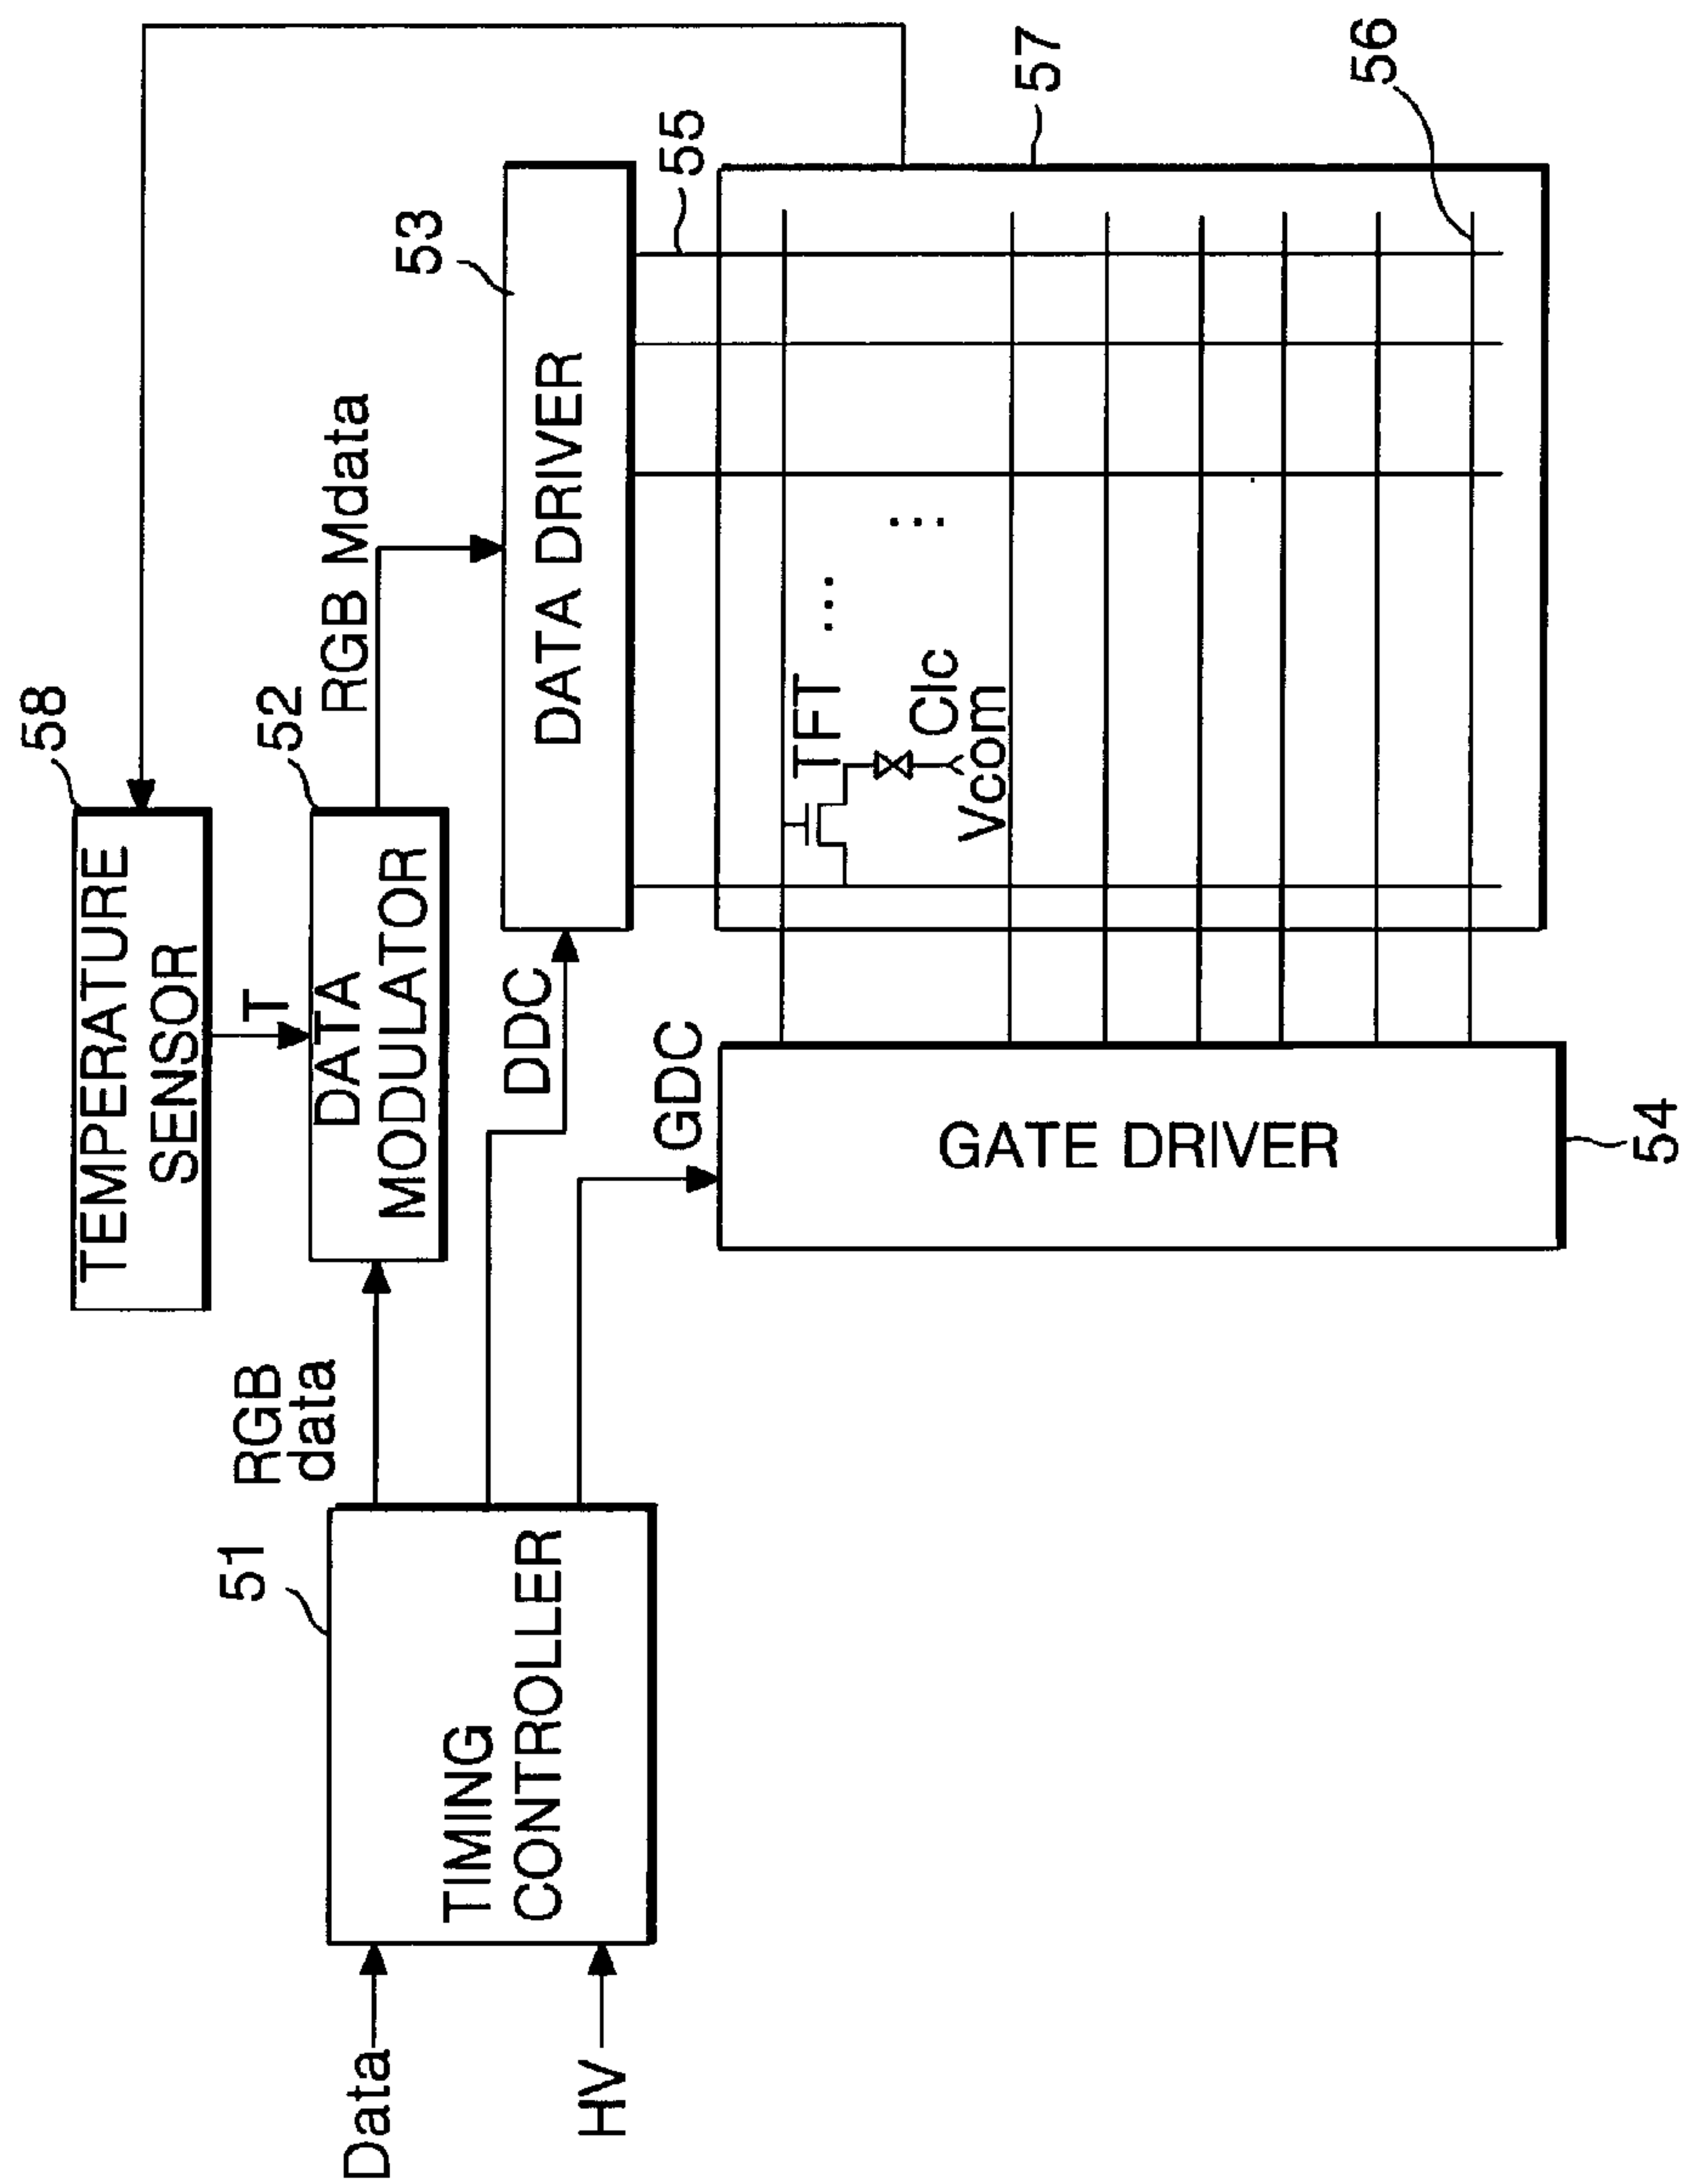 58
TEMPERATURE
SENSOR
T
52
DATA
MODULATOR
RGB
data
RGB Mdata
51
TIMING
CONTROLLER
Data
HV
53
DATA DRIVER
DDC
GDC
55
57
TFT
...
...
Clc
Vcom
GATE DRIVER
54
56